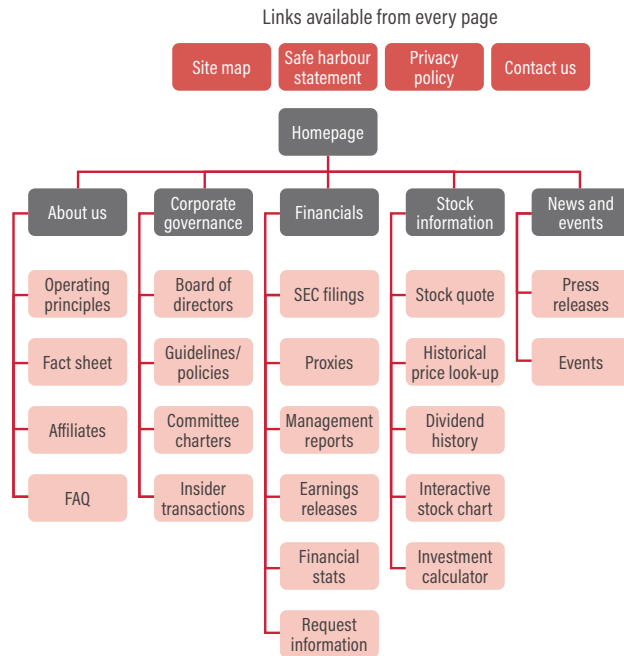 Links available from every page
Site map
Safe harbour
statement
Privacy
policy
Contact us
Homepage
About us
Corporate
governance
Financials
Stock
information
News and
events
Operating
principles
Board of
directors
SEC filings
Stock quote
Press
releases
Fact sheet
Guidelines/
policies
Proxies
Historical
price look-up
Events
Affiliates
Committee
charters
Management
reports
Dividend
history
FAQ
Insider
transactions
Earnings
releases
Interactive
stock chart
Financial
stats
Investment
calculator
Request
information